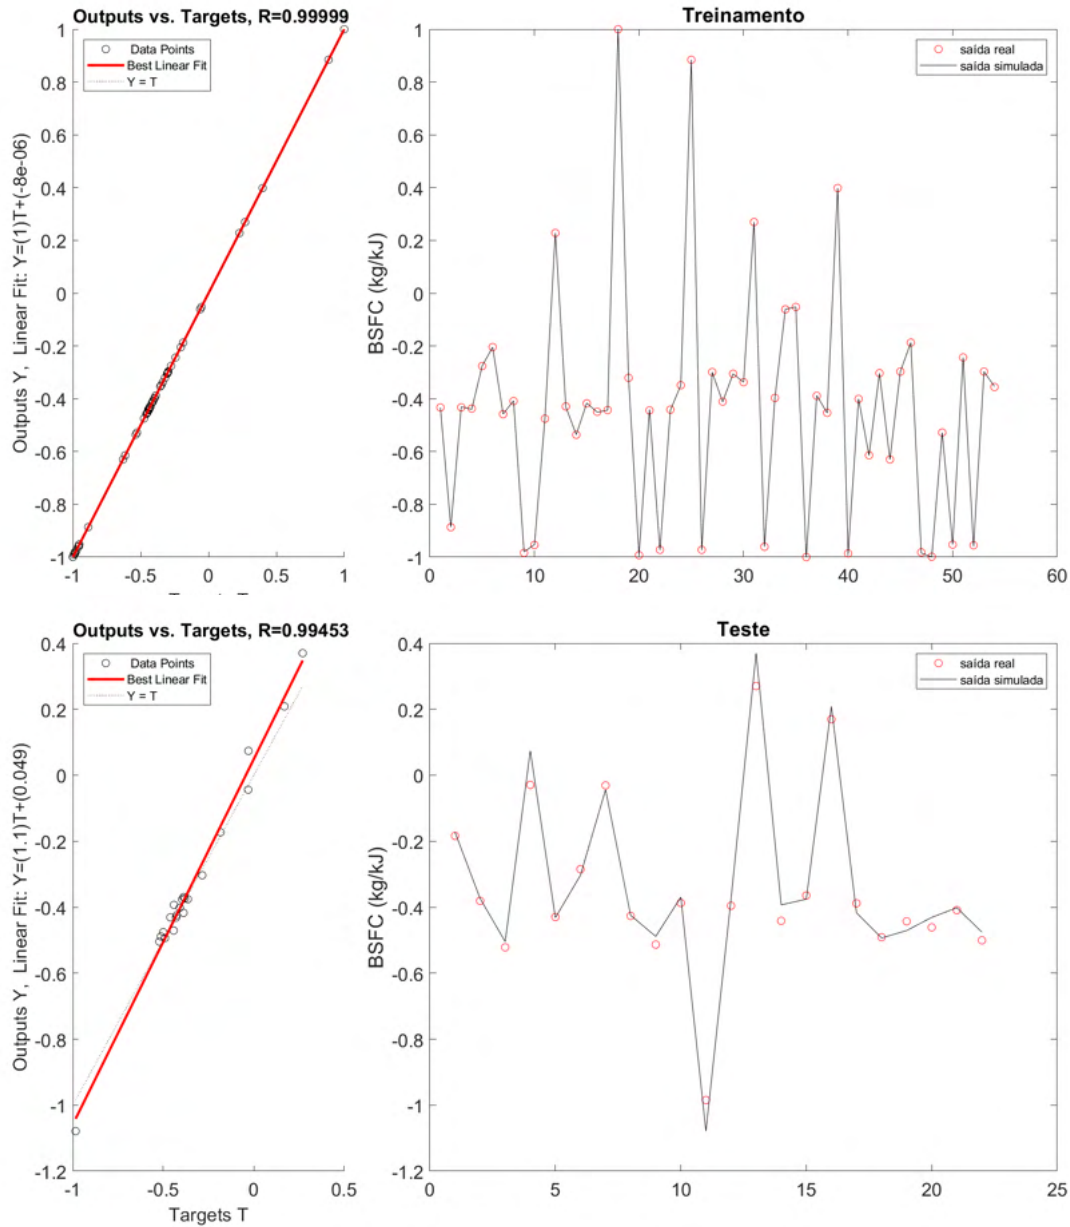 Outputs vs. Targets, R=0.99999
Data Points
Best Linear Fit
Y = T
Outputs Y, Linear Fit: Y=(1)T+(-8e-06)
1
0.8
0.6
0.4
0.2
0
-0.2
-0.4
-0.6
-0.8
-1
-1 -0.5 0 0.5 1
Treinamento
saída real
saída simulada
BSFC (kg/kJ)
1
0.8
0.6
0.4
0.2
0
-0.2
-0.4
-0.6
-0.8
-1
0 10 20 30 40 50 60
Outputs vs. Targets, R=0.99453
Data Points
Best Linear Fit
Y = T
Outputs Y, Linear Fit: Y=(1.1)T+(0.049)
0.4
0.2
0
-0.2
-0.4
-0.6
-0.8
-1
-1.2
-1 -0.5 0 0.5
Targets T
Teste
saída real
saída simulada
BSFC (kg/kJ)
0.4
0.2
0
-0.2
-0.4
-0.6
-0.8
-1
-1.2
0 5 10 15 20 25